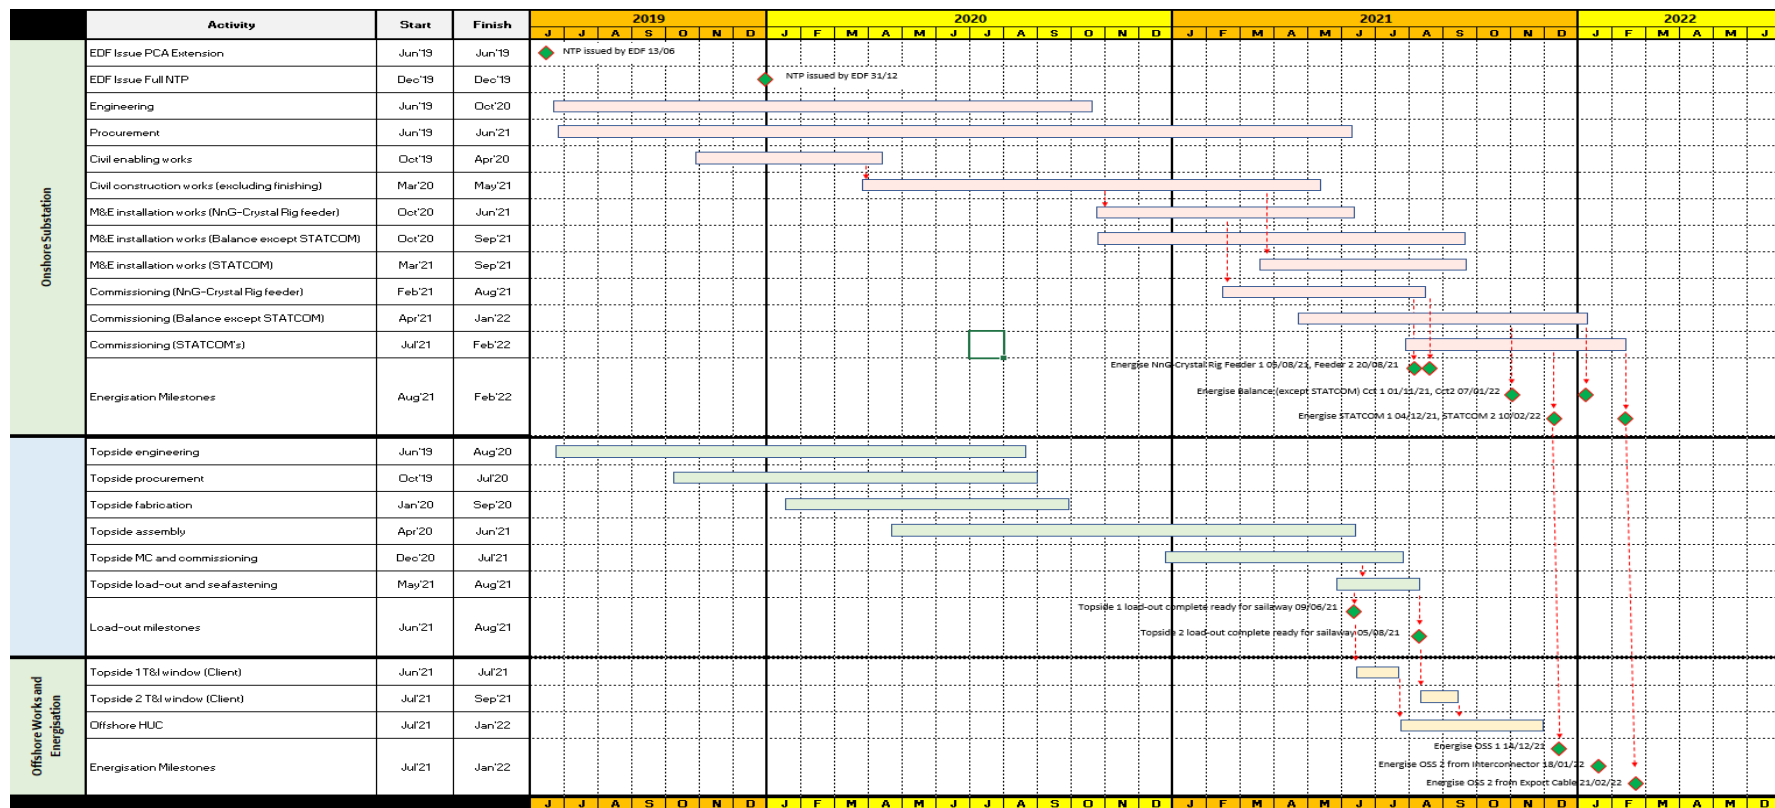 2019 2020 2021 2022
Activity Start Finish
J J A S O N D J F M A M J J A S O N D J F M A M J J A S O N D J F M A M J
EDF Issue PCA Extension Jun'19 Jun'19 NTP issued by EDF 13/06
EDF Issue Full NTP Dec'19 Dec'19 NTP issued by EDF 31/12
Engineering Jun'19 Oct'20
Procurement Jun'19 Jun'21
Civil enabling works Oct'19 Apr'20
Onshore Substation
Civil construction works (excluding finishing) Mar'20 May'21
M&E installation works (NnG-Crystal Rig feeder) Oct'20 Jun'21
M&E installation works (Balance except STATCOM) Oct'20 Sep'21
M&E installation works (STATCOM) Mar'21 Sep'21
Commissioning (NnG-Crystal Rig feeder) Feb'21 Aug'21
Commissioning (Balance except STATCOM) Apr'21 Jan'22
Commissioning (STATCOM's) Jul'21 Feb'22
Energise NnG-Crystal Rig Feeder 1 05/08/21, Feeder 2 20/08/21
Energisation Milestones Aug'21 Feb'22 Energise Balance (except STATCOM) Cct 1 01/11/21, Cct2 07/01/22
Energise STATCOM 1 04/12/21, STATCOM 2 10/02/22
Topside engineering Jun'19 Aug'20
Topside procurement Oct'19 Jul'20
Topside fabrication Jan'20 Sep'20
Topside assembly Apr'20 Jun'21
Topside MC and commissioning Dec'20 Jul'21
Topside load-out and seafastening May'21 Aug'21
Topside 1 load-out complete ready for sailaway 09/06/21
Load-out milestones Jun'21 Aug'21
Topside 2 load-out complete ready for sailaway 05/08/21
Offshore Works and
Energisation
Topside 1 T&I window (Client) Jun'21 Jul'21
Topside 2 T&I window (Client) Jul'21 Sep'21
Offshore HUC Jul'21 Jan'22
Energise OSS 1 14/12/21
Energisation Milestones Jul'21 Jan'22 Energise OSS 2 from Interconnector 18/01/22
Energise OSS 2 from Export Cable 21/02/22
J J A S O N D J F M A M J J A S O N D J F M A M J J A S O N D J F M A M J